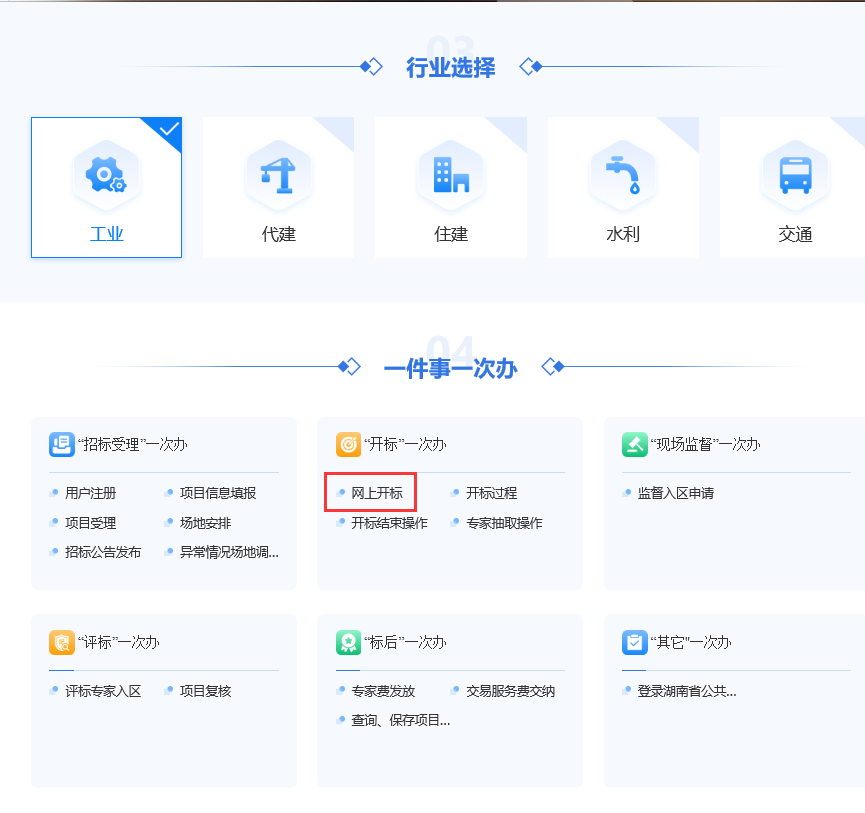 03
行业选择
工业
代建
住建
水利
交通
04
一件事一次办
“招标受理”一次办
用户注册
项目信息填报
项目受理
场地安排
招标公告发布
异常情况场地调...
“开标”一次办
网上开标
开标过程
开标结束操作
专家抽取操作
“现场监督”一次办
监督入区申请
“评标”一次办
评标专家入区
项目复核
“标后”一次办
专家费发放
交易服务费交纳
查询、保存项目...
“其它”一次办
登录湖南省公共...